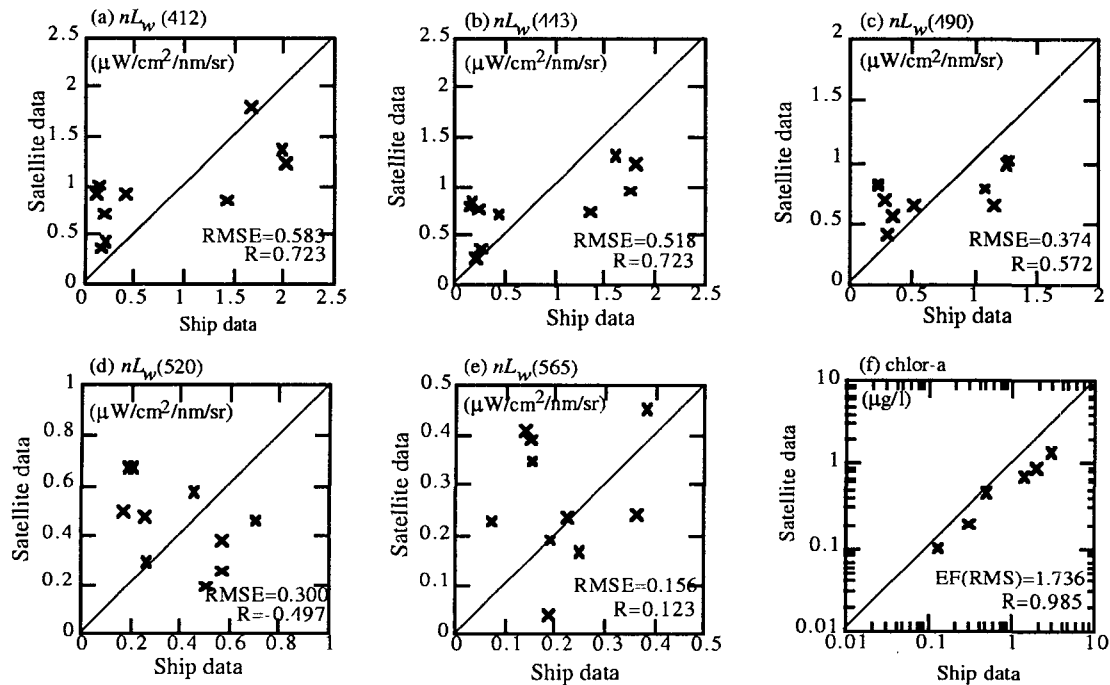 (a) nLw(412)
2.5
(μW/cm²/nm/sr)
2
1.5
1
0.5
0
Satellite data
RMSE=0.583
R=0.723
0 0.5 1 1.5 2 2.5
Ship data
(b) nLw(443)
2.5
(μW/cm²/nm/sr)
2
1.5
1
0.5
0
Satellite data
RMSE=0.518
R=0.723
0 0.5 1 1.5 2 2.5
Ship data
(c) nLw(490)
2
(μW/cm²/nm/sr)
1.5
1
0.5
0
Satellite data
RMSE=0.374
R=0.572
0 0.5 1 1.5 2
Ship data
(d) nLw(520)
1
(μW/cm²/nm/sr)
0.8
0.6
0.4
0.2
0
Satellite data
RMSE=0.300
R=-0.497
0 0.2 0.4 0.6 0.8 1
Ship data
(e) nLw(565)
0.5
(μW/cm²/nm/sr)
0.4
0.3
0.2
0.1
0
Satellite data
RMSE=0.156
R=0.123
0 0.1 0.2 0.3 0.4 0.5
Ship data
(f) chlor-a
10
(μg/l)
1
0.1
0.01
Satellite data
EF(RMS)=1.736
R=0.985
0.01 0.1 1 10
Ship data